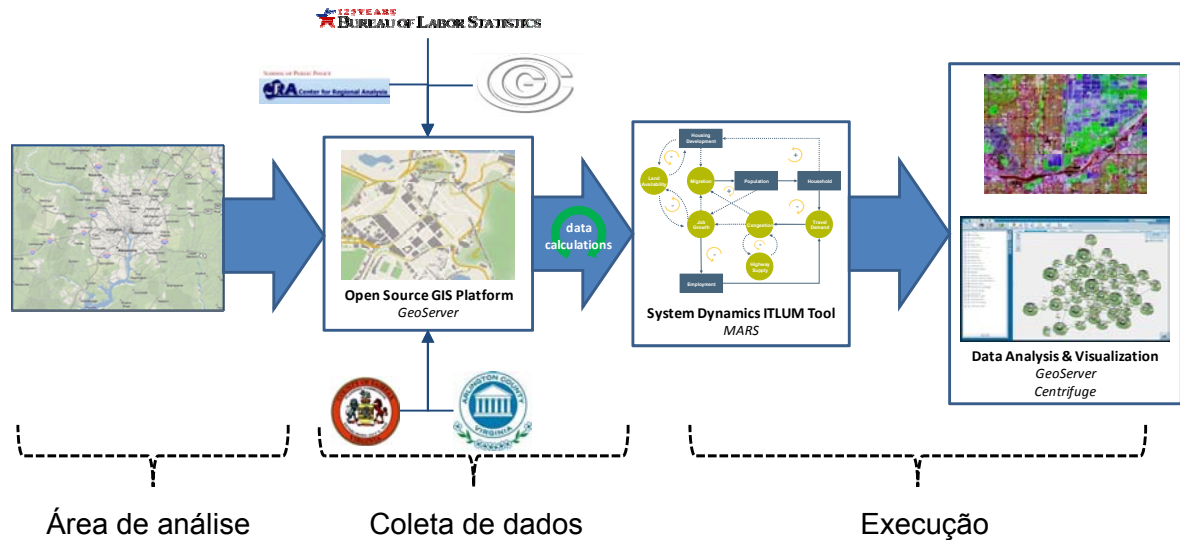 125 YEARS
BUREAU OF LABOR STATISTICS
SCHOOL OF PUBLIC POLICY
CRA Center for Regional Analysis
Open Source GIS Platform
GeoServer
ARLINGTON COUNTY
VIRGINIA
VIRGINIA
data
calculations
Housing
Development
Land
Availability
Migration
Population
Household
Job
Growth
Congestion
Travel
Demand
Highway
Supply
Employment
System Dynamics ITLUM Tool
MARS
Data Analysis & Visualization
GeoServer
Centrifuge
Área de análise
Coleta de dados
Execução